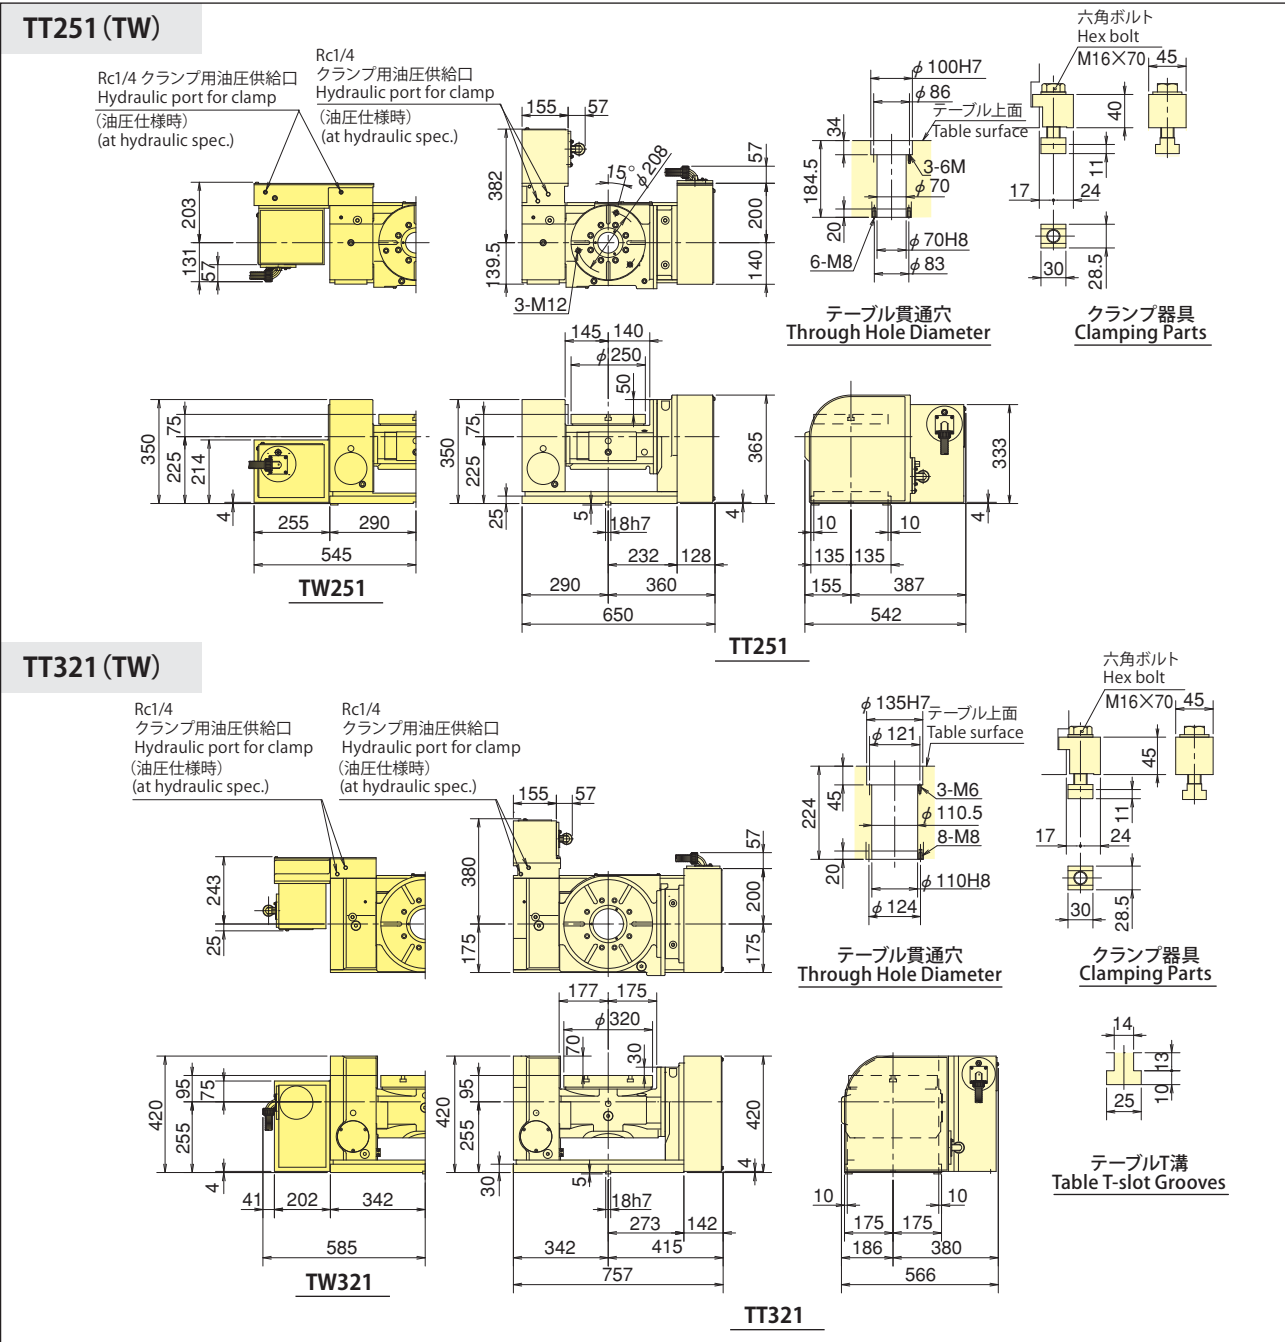 TT251（TW）
Rc1/4 クランプ用油圧供給口
Hydraulic port for clamp
（油圧仕様時）
(at hydraulic spec.)
Rc1/4
クランプ用油圧供給口
Hydraulic port for clamp
（油圧仕様時）
(at hydraulic spec.)
203
131
57
155
57
382
139.5
15°
φ208
3-M12
57
200
140
φ100H7
φ86
テーブル上面
Table surface
34
184.5
20
3-6M
φ70
φ70H8
6-M8
φ83
テーブル貫通穴
Through Hole Diameter
六角ボルト
Hex bolt
M16×70
45
40
11
17
24
30
28.5
クランプ器具
Clamping Parts
350
75
225
214
4
255
290
545
TW251
145
140
φ250
50
350
75
225
25
5
18h7
232
128
290
360
650
365
4
TT251
333
4
10
10
135
135
155
387
542
TT321（TW）
Rc1/4
クランプ用油圧供給口
Hydraulic port for clamp
（油圧仕様時）
(at hydraulic spec.)
Rc1/4
クランプ用油圧供給口
Hydraulic port for clamp
（油圧仕様時）
(at hydraulic spec.)
243
25
155
57
380
175
57
200
175
φ135H7
φ121
テーブル上面
Table surface
224
45
20
3-M6
φ110.5
8-M8
φ110H8
φ124
テーブル貫通穴
Through Hole Diameter
六角ボルト
Hex bolt
M16×70
45
45
11
17
24
30
28.5
クランプ器具
Clamping Parts
420
95
75
255
4
41
202
342
585
TW321
177
175
φ320
70
30
420
95
255
30
5
18h7
273
142
342
415
757
420
4
TT321
10
10
175
175
186
380
566
14
13
10
25
テーブルT溝
Table T-slot Grooves